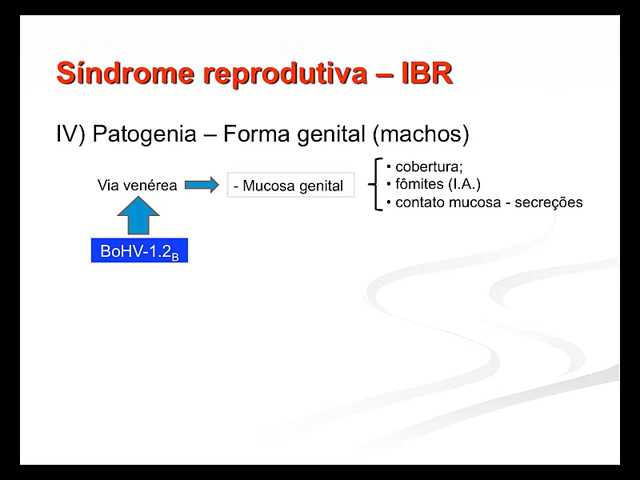 Síndrome reprodutiva – IBR
IV) Patogenia – Forma genital (machos)
• cobertura;
Via venérea
- Mucosa genital
• fômites (I.A.)
• contato mucosa - secreções
BoHV-1.2B